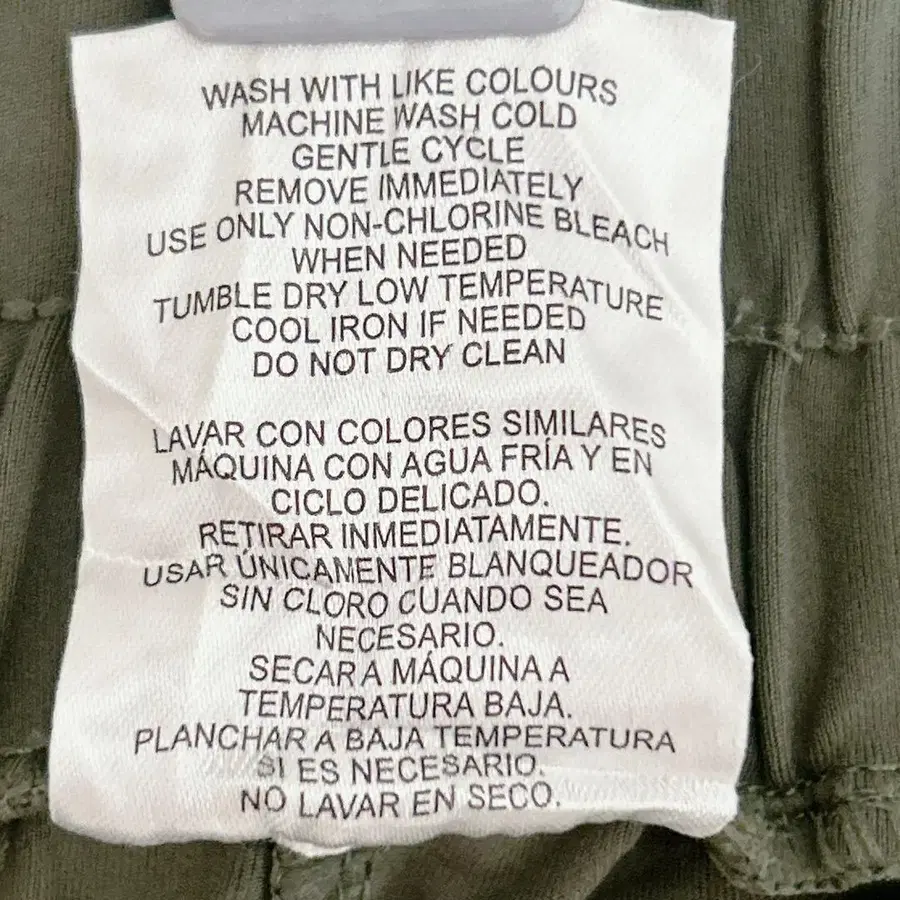 WASH WITH LIKE COLOURS
MACHINE WASH COLD
GENTLE CYCLE
REMOVE IMMEDIATELY
USE ONLY NON-CHLORINE BLEACH
WHEN NEEDED
TUMBLE DRY LOW TEMPERATURE
COOL IRON IF NEEDED
DO NOT DRY CLEAN
LAVAR CON COLORES SIMILARES
MÁQUINA CON AGUA FRÍA Y EN
CICLO DELICADO.
RETIRAR INMEDIATAMENTE.
USAR ÚNICAMENTE BLANQUEADOR
SIN CLORO CUANDO SEA
NECESARIO.
SECAR A MÁQUINA A
TEMPERATURA BAJA.
PLANCHAR A BAJA TEMPERATURA
SI ES NECESARIO.
NO LAVAR EN SECO.